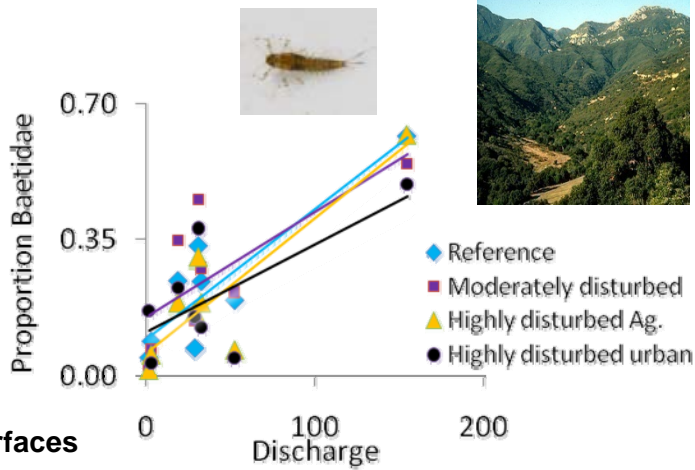 0.70
0.35
0.00
Proportion Baetidae
Reference
Moderately disturbed
Highly disturbed Ag.
Highly disturbed urban
0 100 200
Discharge
rfaces